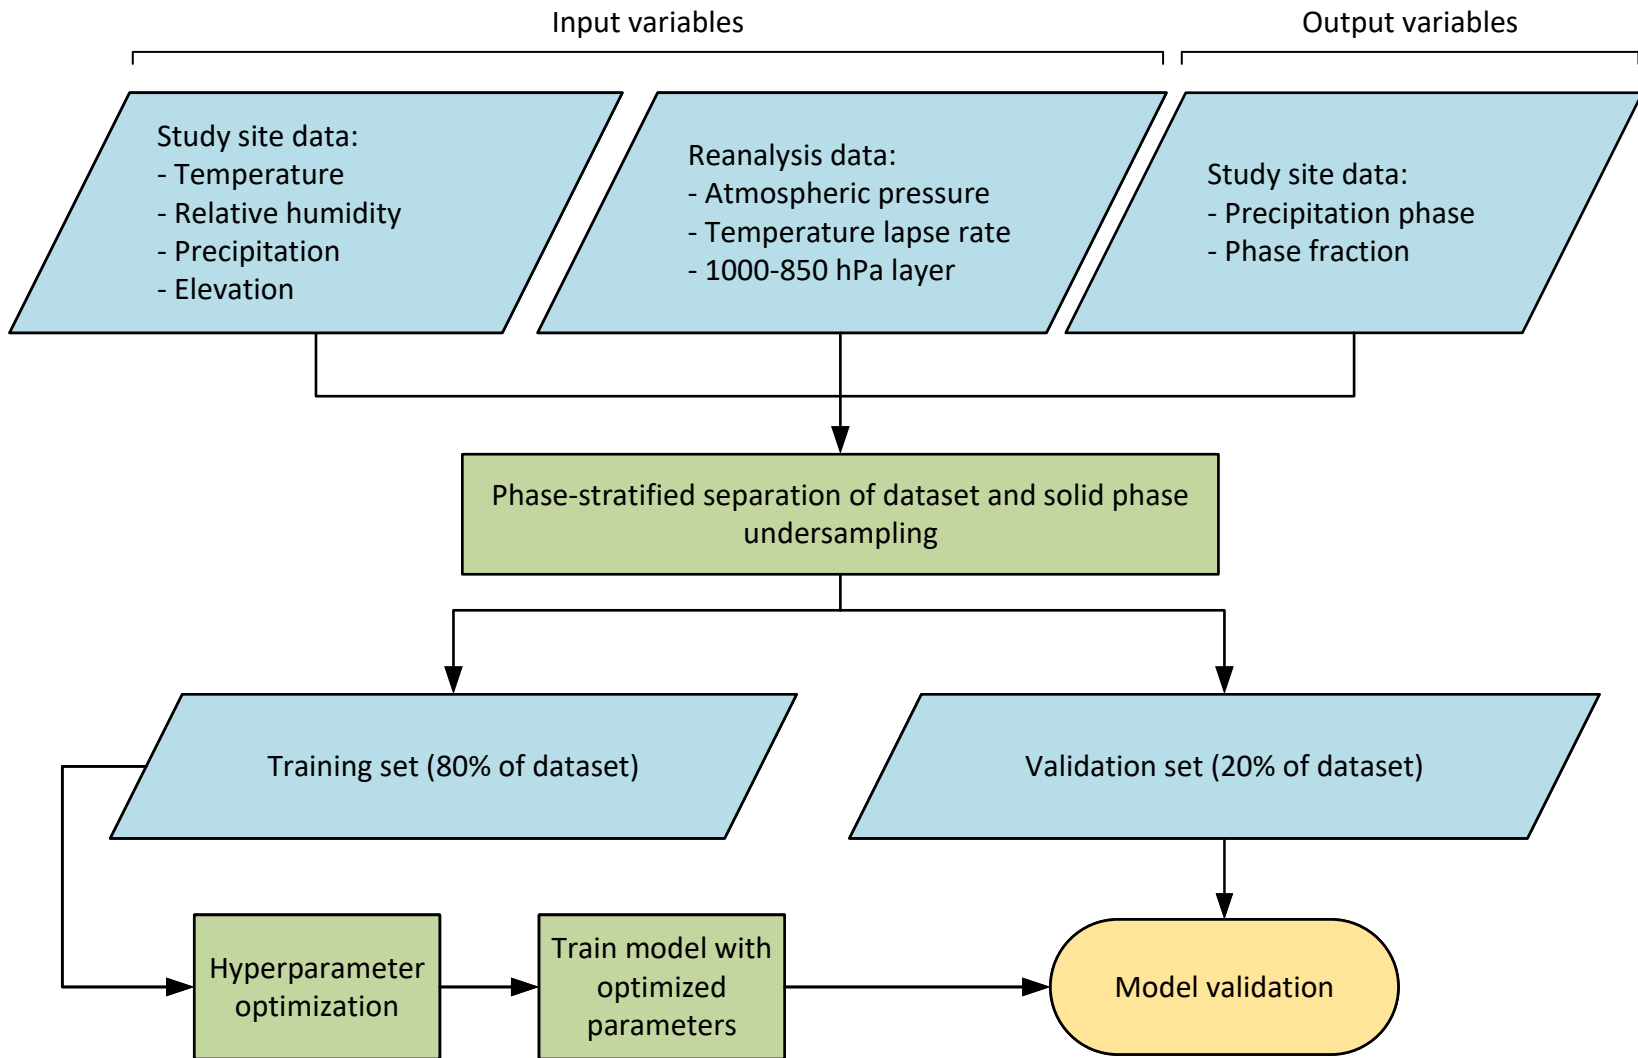 Input variables
Output variables
Study site data:
- Temperature
- Relative humidity
- Precipitation
- Elevation
Reanalysis data:
- Atmospheric pressure
- Temperature lapse rate
- 1000-850 hPa layer
Study site data:
- Precipitation phase
- Phase fraction
Phase-stratified separation of dataset and solid phase
undersampling
Training set (80% of dataset)
Validation set (20% of dataset)
Hyperparameter
optimization
Train model with
optimized
parameters
Model validation